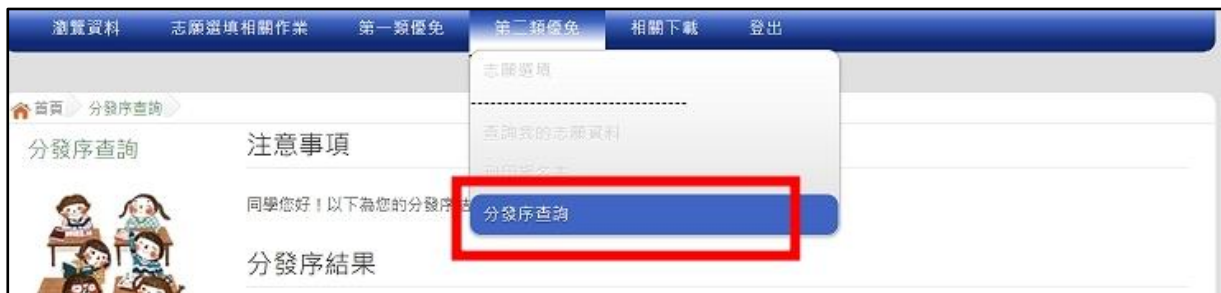 瀏覽資料 志願選填相關作業 第一類優免 第二類優免 相關下載 登出
志願選填
--------------------------------
查詢我的志願資料
首頁 分發序查詢
分發序查詢
注意事項
同學您好！以下為您的分發序
分發序查詢
分發序結果